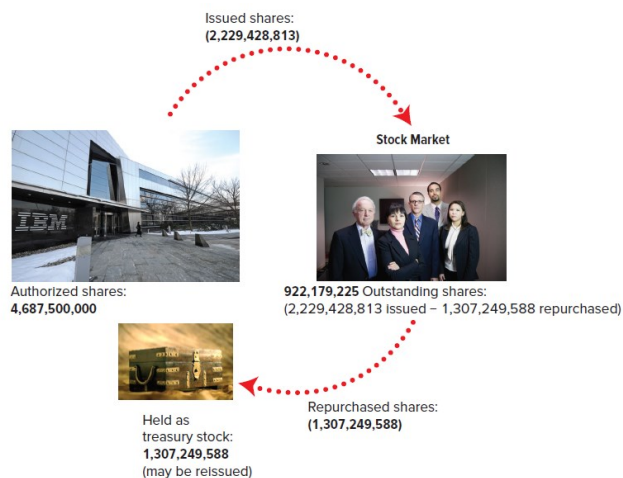 Issued shares:
(2,229,428,813)
Stock Market
IBM
Authorized shares:
4,687,500,000
922,179,225 Outstanding shares:
(2,229,428,813 issued – 1,307,249,588 repurchased)
Repurchased shares:
(1,307,249,588)
Held as
treasury stock:
1,307,249,588
(may be reissued)